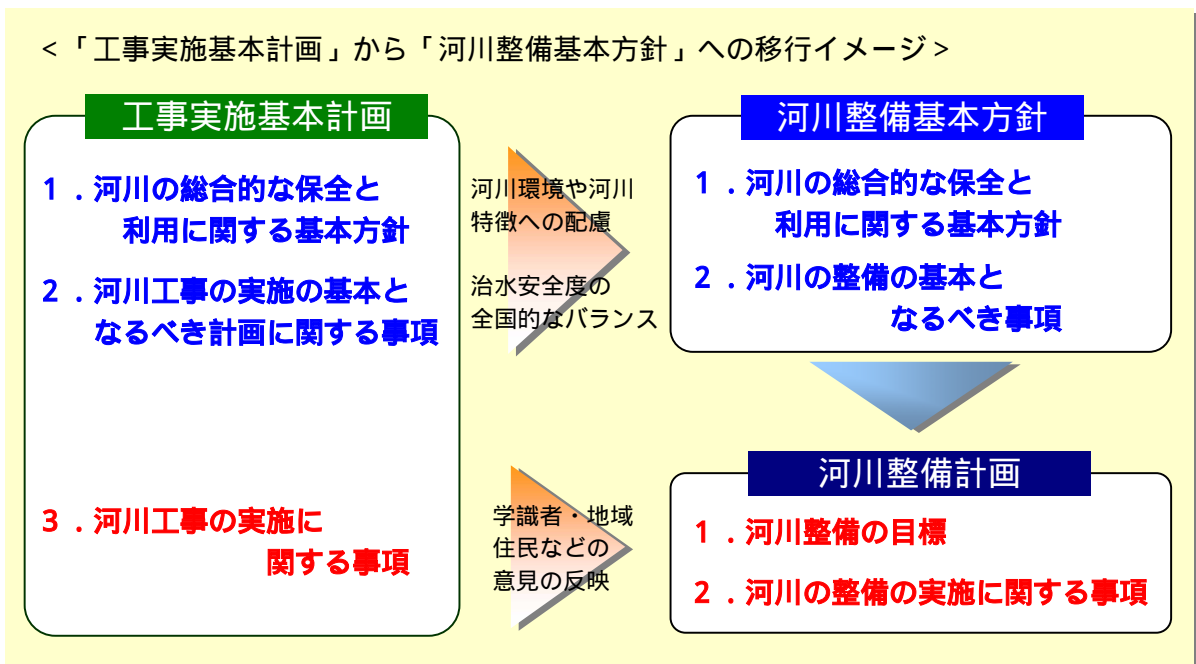 <「工事実施基本計画」から「河川整備基本方針」への移行イメージ>
工事実施基本計画
1.河川の総合的な保全と
利用に関する基本方針
2.河川工事の実施の基本と
なるべき計画に関する事項
3.河川工事の実施に
関する事項
河川環境や河川
特徴への配慮
治水安全度の
全国的なバランス
学識者・地域
住民などの
意見の反映
河川整備基本方針
1.河川の総合的な保全と
利用に関する基本方針
2.河川の整備の基本と
なるべき事項
河川整備計画
1.河川整備の目標
2.河川の整備の実施に関する事項